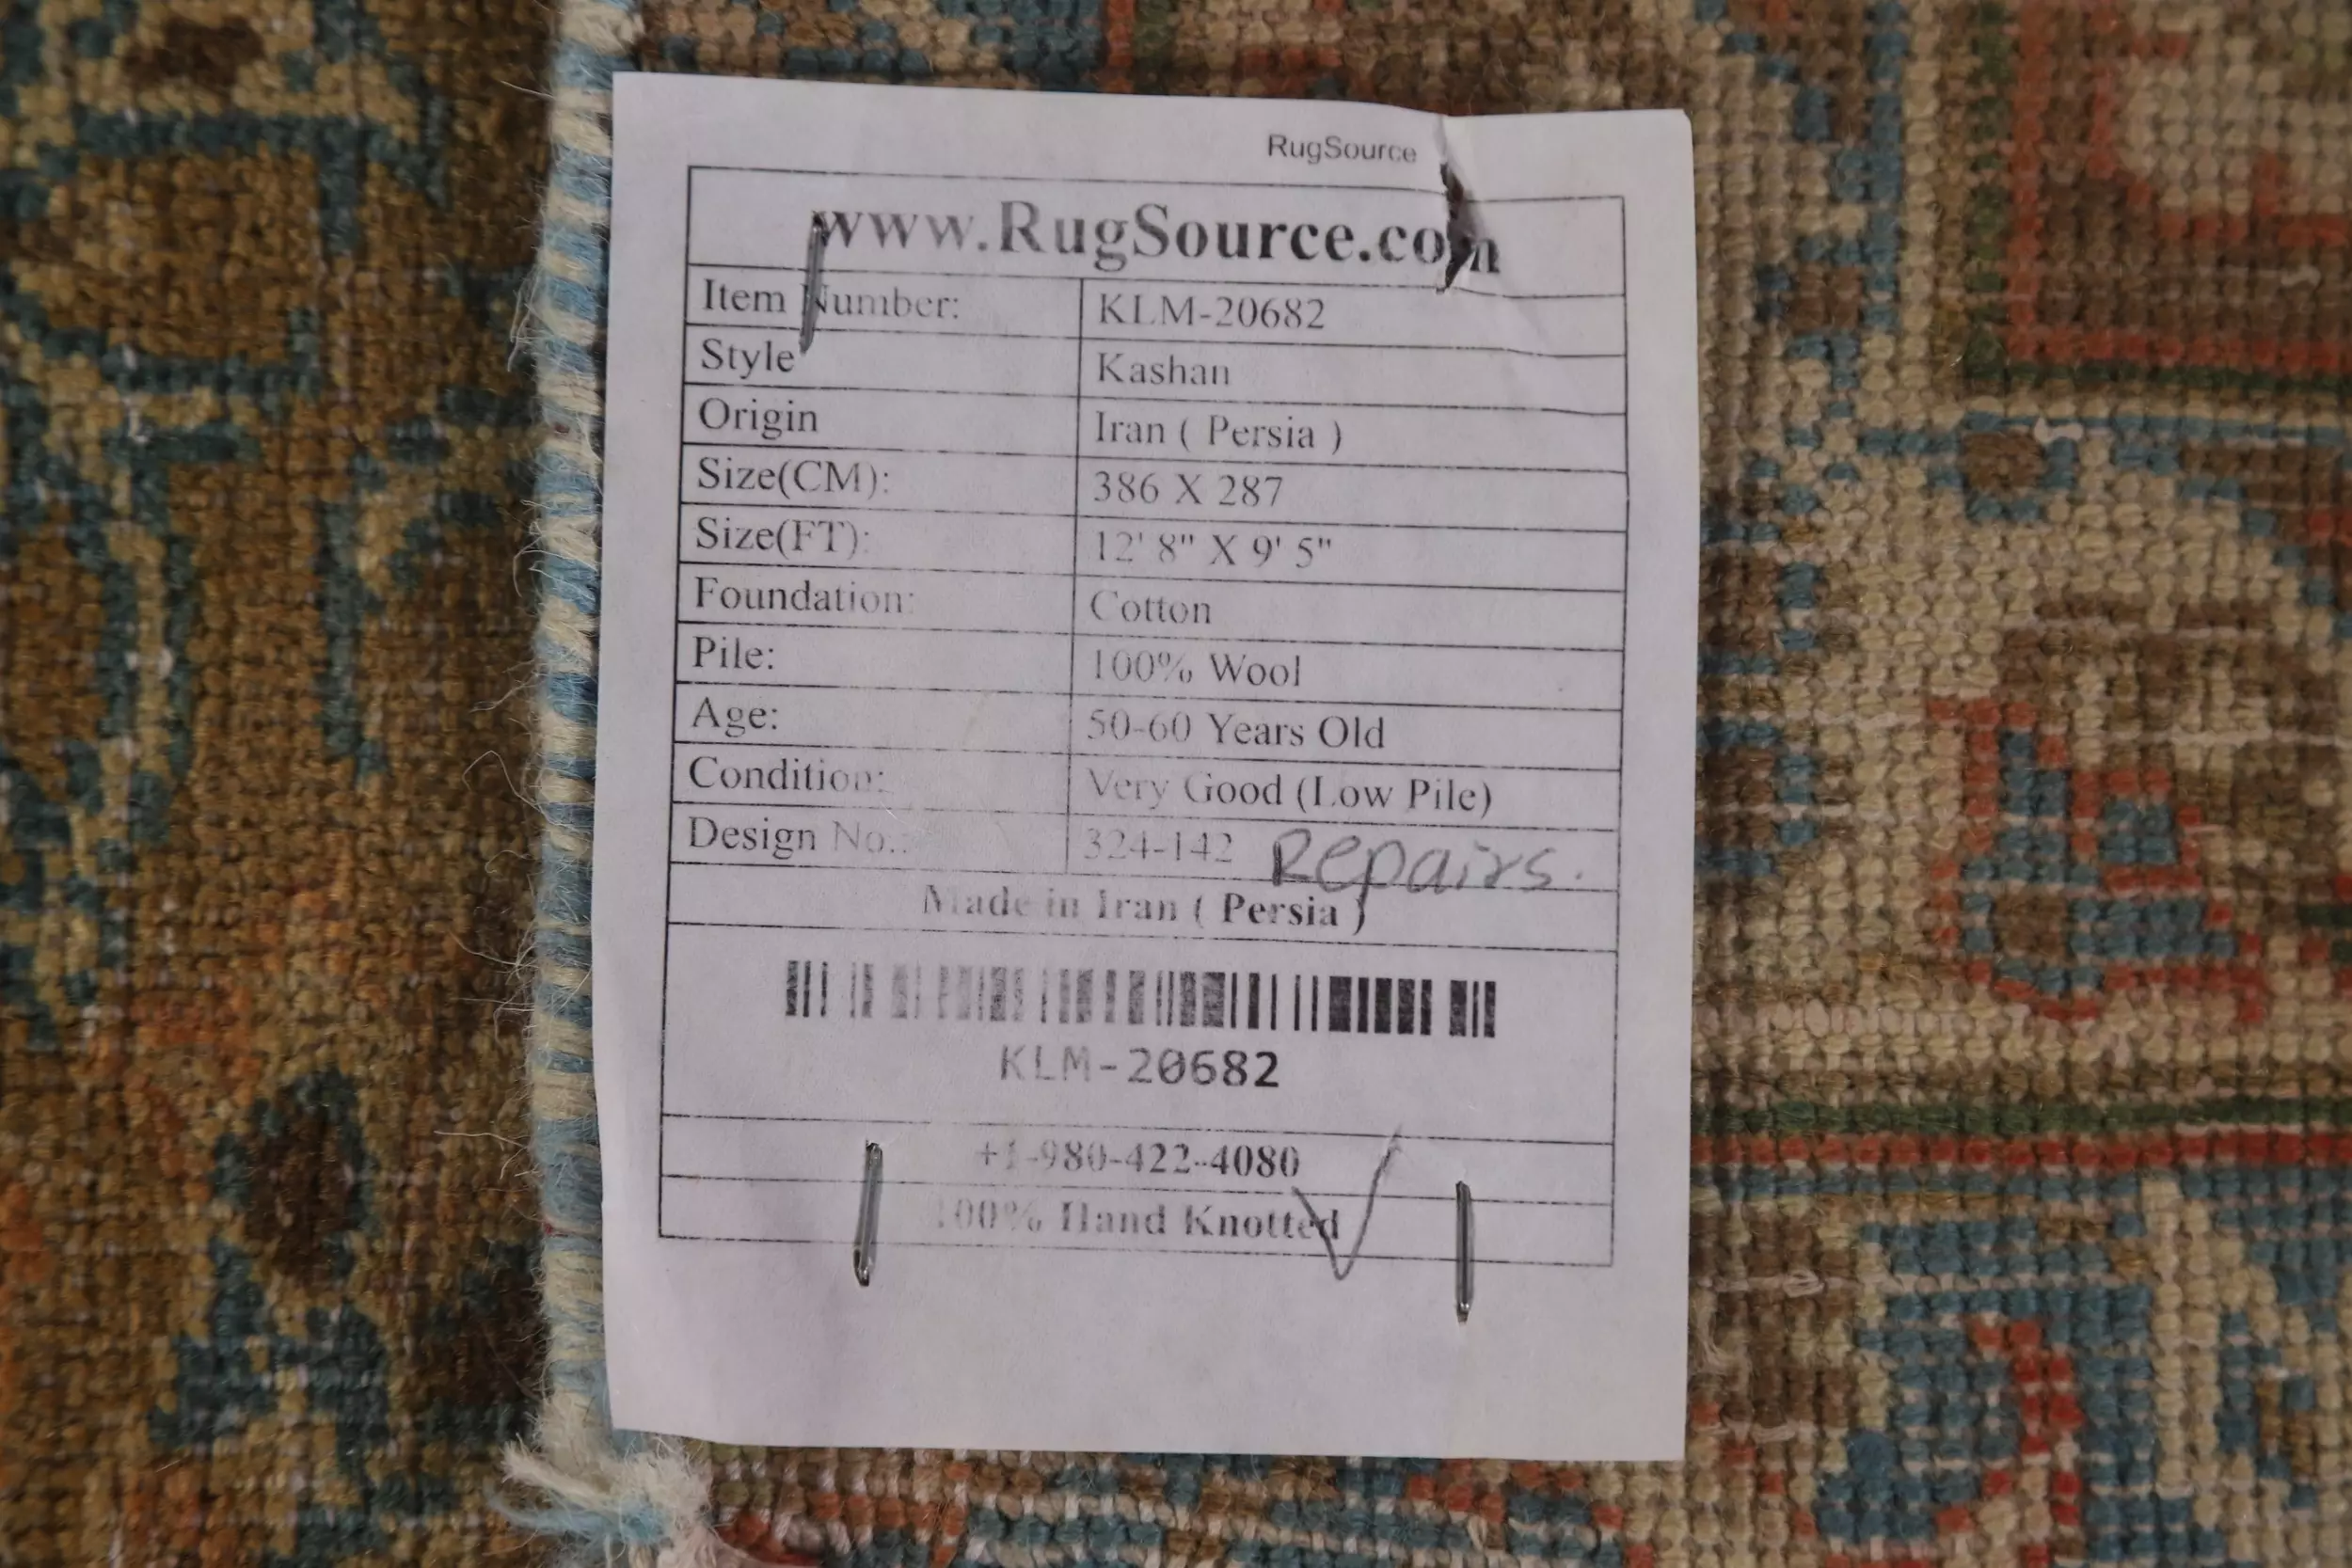 RugSource
www.RugSource.com
Item Number: KLM-20682
Style Kashan
Origin Iran ( Persia )
Size(CM): 386 X 287
Size(FT): 12' 8" X 9' 5"
Foundation: Cotton
Pile: 100% Wool
Age: 50-60 Years Old
Condition: Very Good (Low Pile)
Design No.: 324-142 Repairs.
Made in Iran ( Persia )
KLM-20682
+1-980-422-4080
100% Hand Knotted